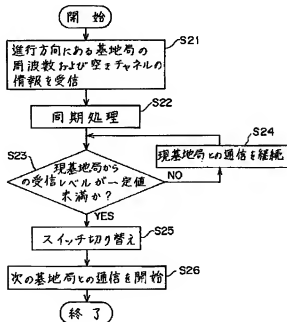 開始
進行方向にある基地局の
周波数および空きチャネルの
情報を受信
S21
同期処理
S22
S24
現基地局との通信を継続
S23
現基地局から
の受信レベルが一定値
未満か?
NO
YES
スイッチ切り替え
S25
次の基地局との通信を開始
S26
終了